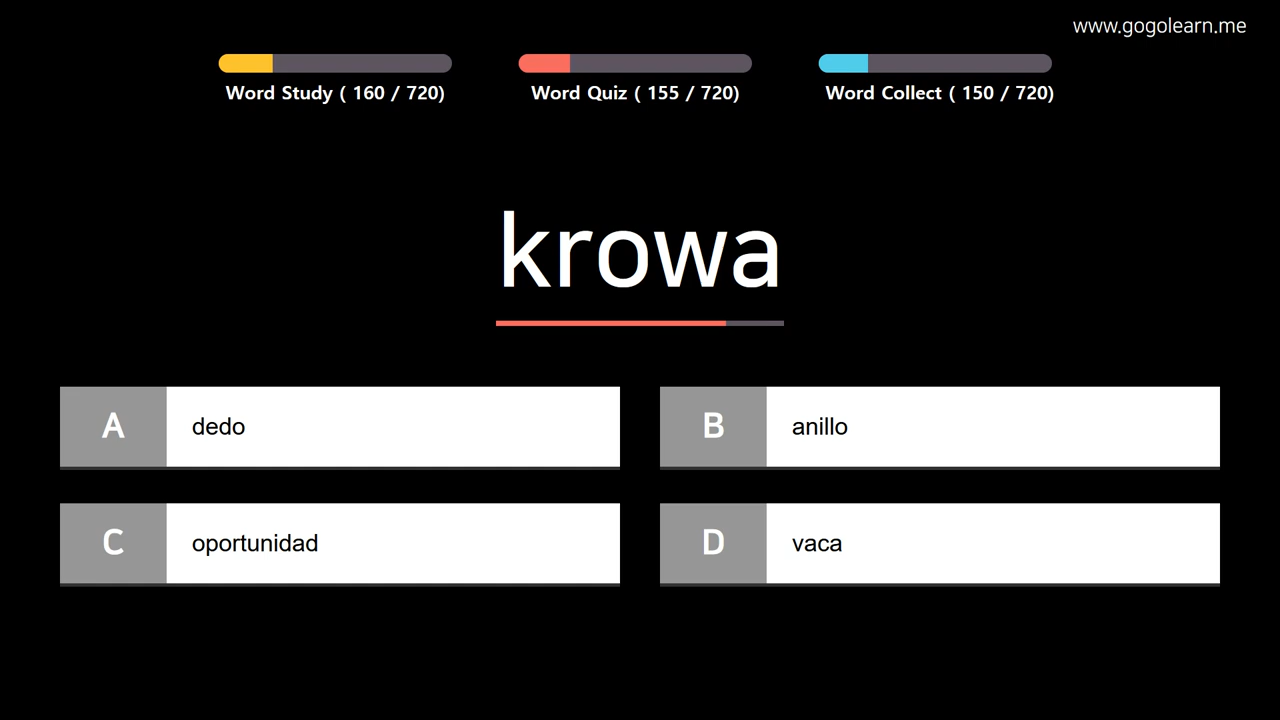 www.gogolearn.me
Word Study ( 160 / 720)
Word Quiz ( 155 / 720)
Word Collect ( 150 / 720)
krowa
A dedo
B anillo
C oportunidad
D vaca